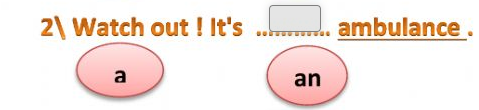 2\ Watch out ! It's ............ ambulance .
a an